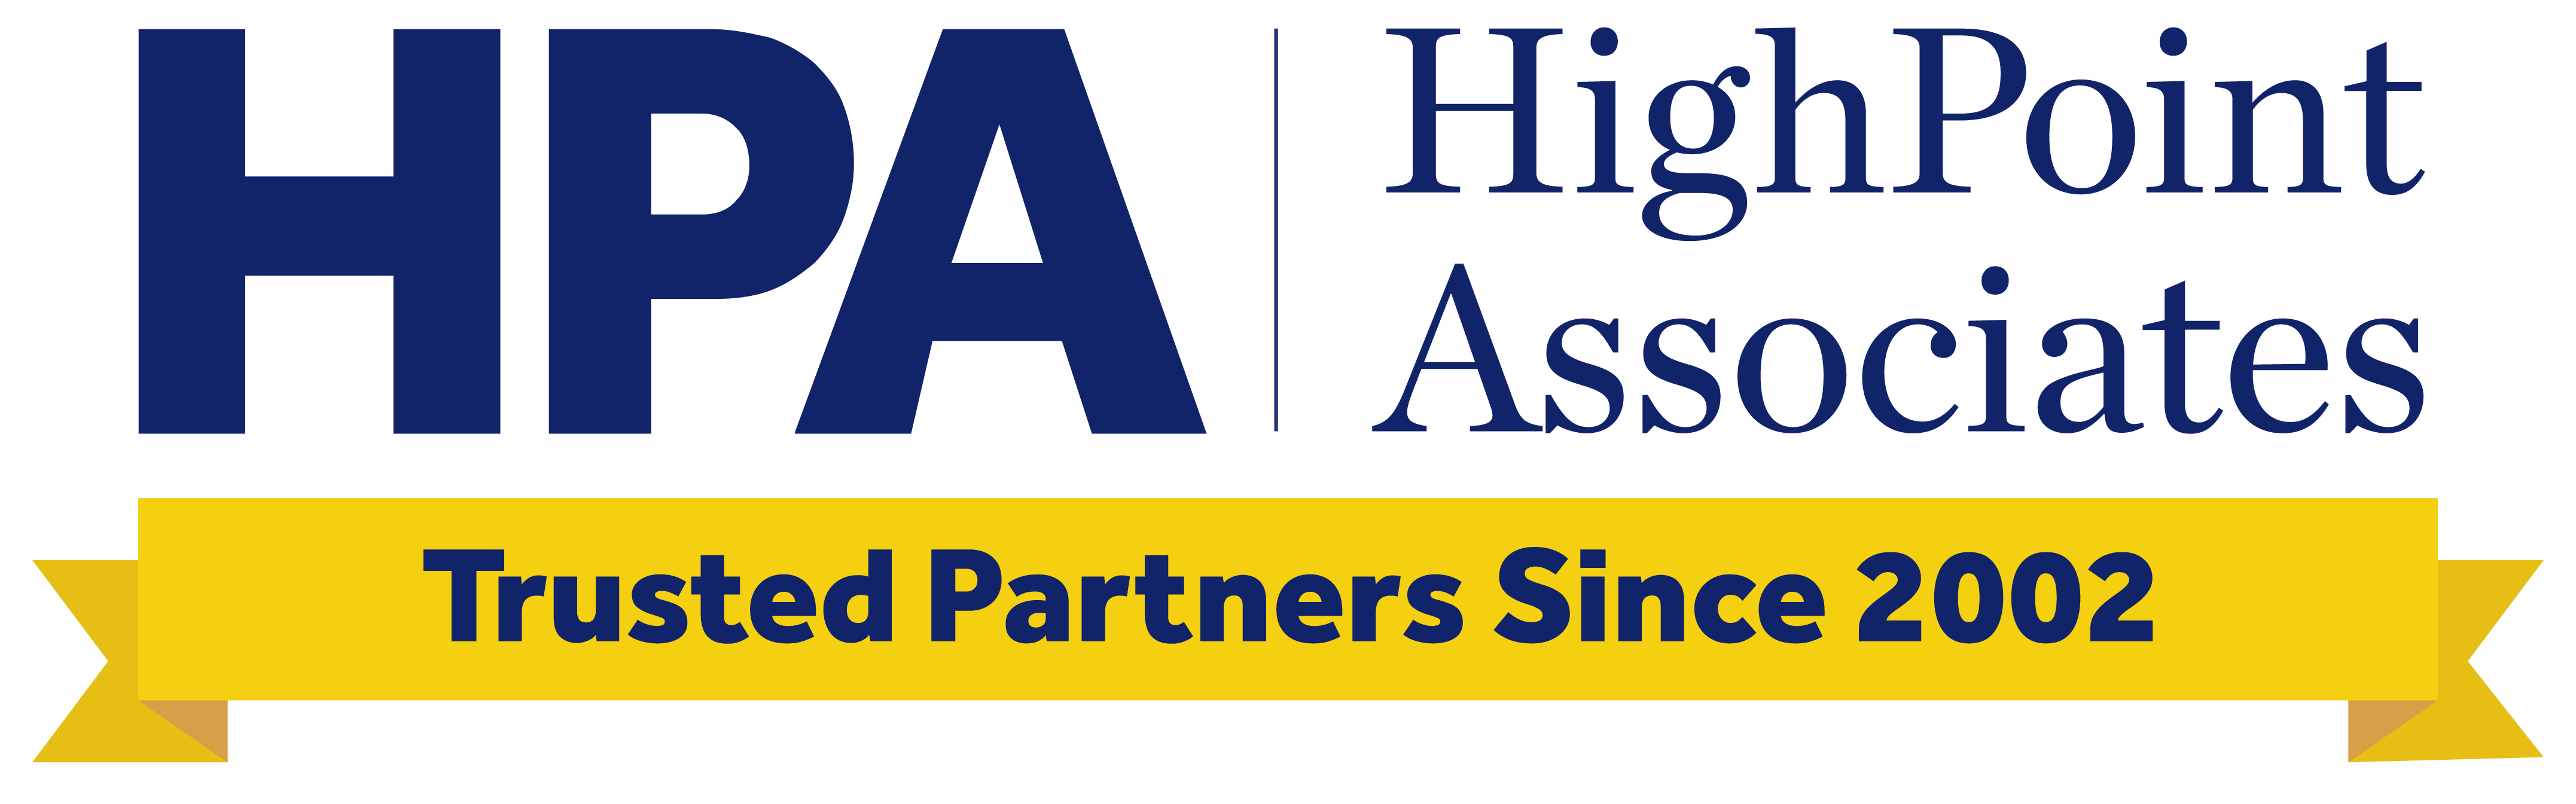 HPA
HighPoint
Associates
Trusted Partners Since 2002